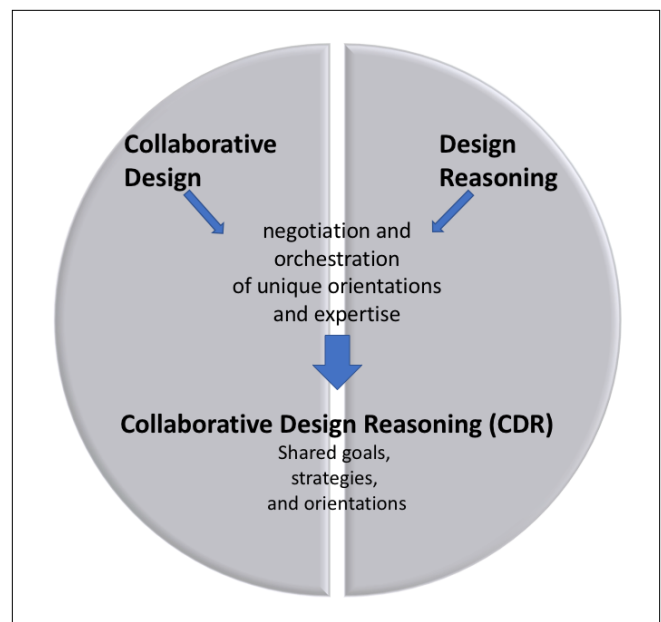 Collaborative
Design
Design
Reasoning
negotiation and
orchestration
of unique orientations
and expertise
Collaborative Design Reasoning (CDR)
Shared goals,
strategies,
and orientations